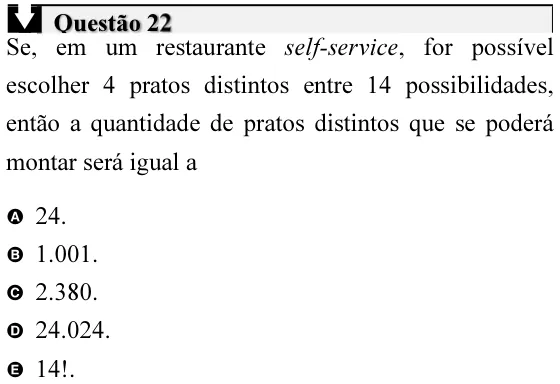 Questão 22
Se, em um restaurante self-service, for possível
escolher 4 pratos distintos entre 14 possibilidades,
então a quantidade de pratos distintos que se poderá
montar será igual a
A 24.
B 1.001.
C 2.380.
D 24.024.
E 14!.